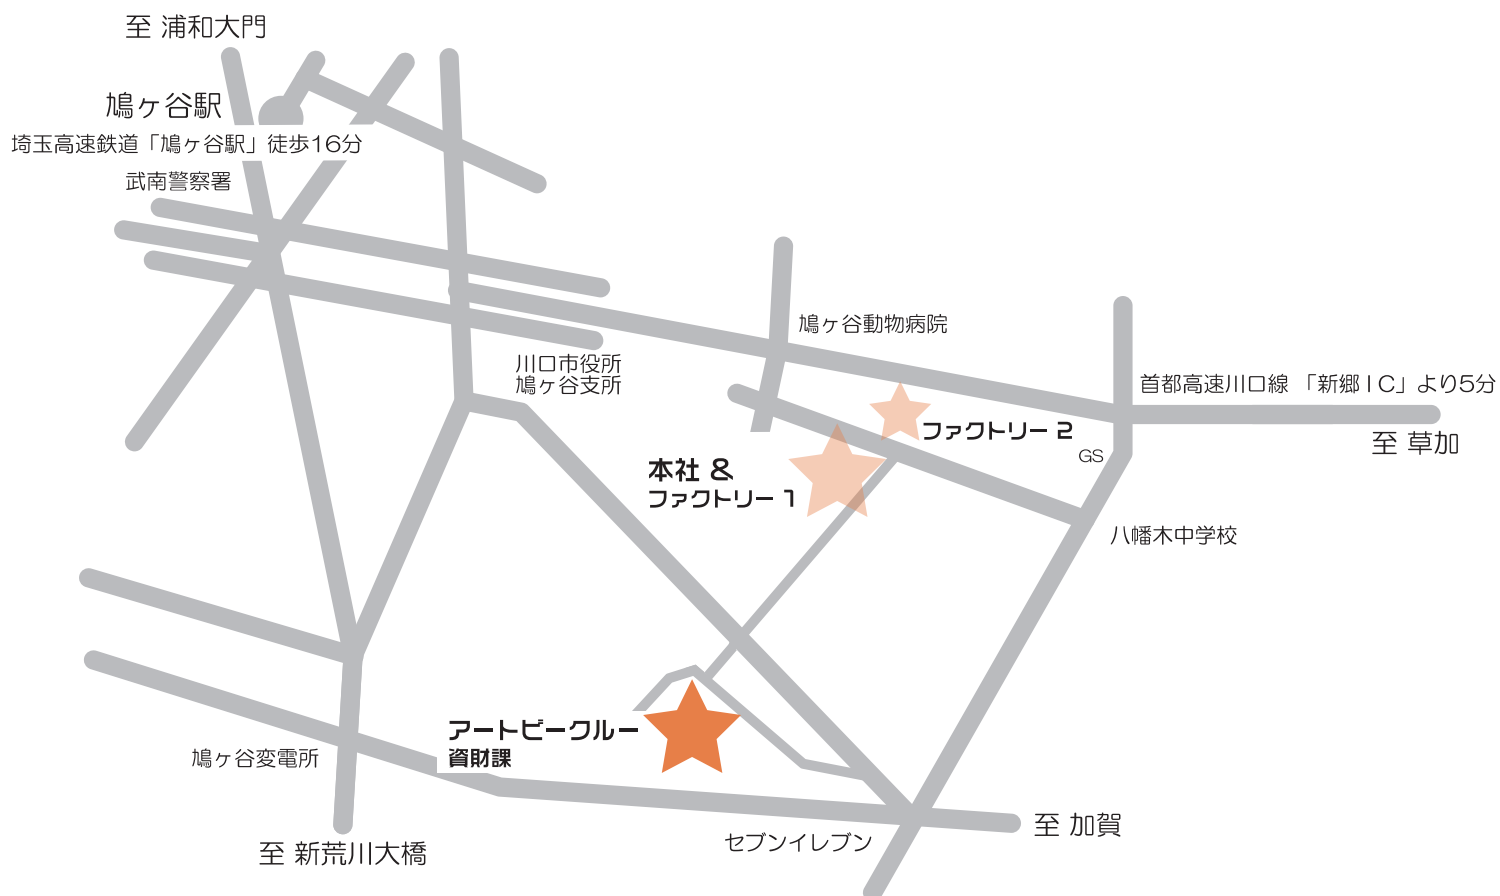 至 浦和大門
鳩ヶ谷駅
埼玉高速鉄道「鳩ヶ谷駅」徒歩16分
武南警察署
鳩ヶ谷動物病院
川口市役所
鳩ヶ谷支所
首都高速川口線 「新郷IC」より5分
至 草加
ファクトリー 2
GS
本社 &
ファクトリー 1
八幡木中学校
アートビークルー
資財課
鳩ヶ谷変電所
セブンイレブン
至 加賀
至 新荒川大橋